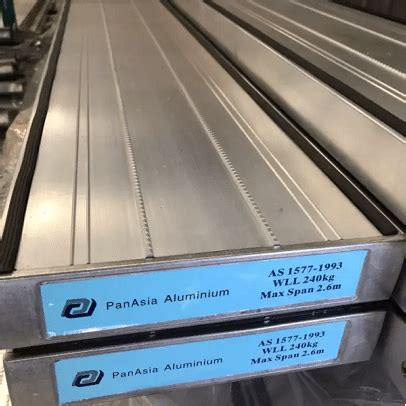 PanAsia Aluminium
AS 1577-1993
WLL 240kg
Max Span 2.6m
PanAsia Aluminium
AS 1577-1993
WLL 240kg
Max Span 2.6m